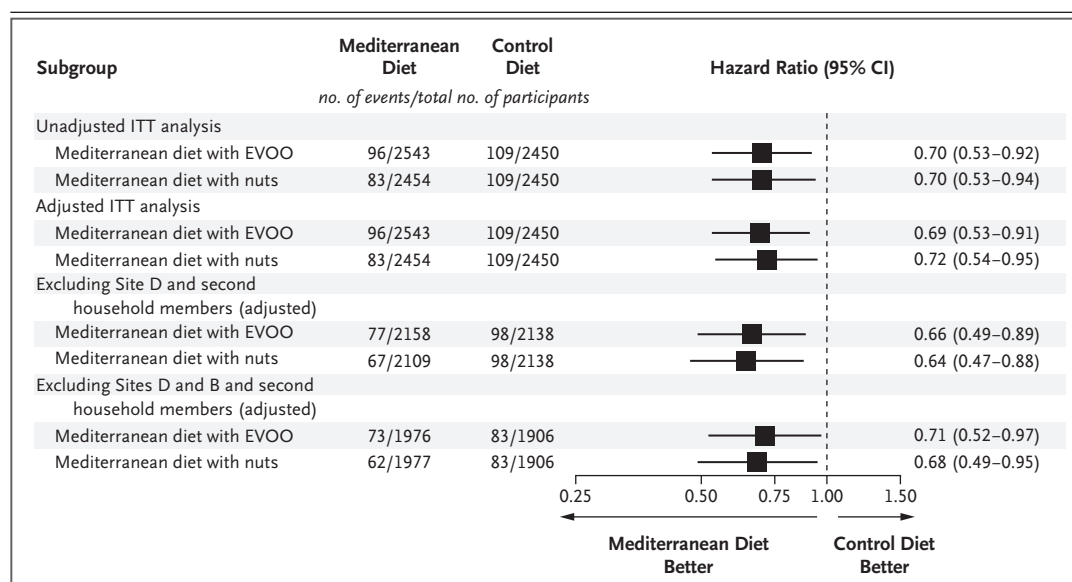 Subgroup Mediterranean Diet Control Diet Hazard Ratio (95% CI)
no. of events/total no. of participants
Unadjusted ITT analysis
Mediterranean diet with EVOO 96/2543 109/2450 0.70 (0.53–0.92)
Mediterranean diet with nuts 83/2454 109/2450 0.70 (0.53–0.94)
Adjusted ITT analysis
Mediterranean diet with EVOO 96/2543 109/2450 0.69 (0.53–0.91)
Mediterranean diet with nuts 83/2454 109/2450 0.72 (0.54–0.95)
Excluding Site D and second
household members (adjusted)
Mediterranean diet with EVOO 77/2158 98/2138 0.66 (0.49–0.89)
Mediterranean diet with nuts 67/2109 98/2138 0.64 (0.47–0.88)
Excluding Sites D and B and second
household members (adjusted)
Mediterranean diet with EVOO 73/1976 83/1906 0.71 (0.52–0.97)
Mediterranean diet with nuts 62/1977 83/1906 0.68 (0.49–0.95)
0.25 0.50 0.75 1.00 1.50
Mediterranean Diet Control Diet
Better Better